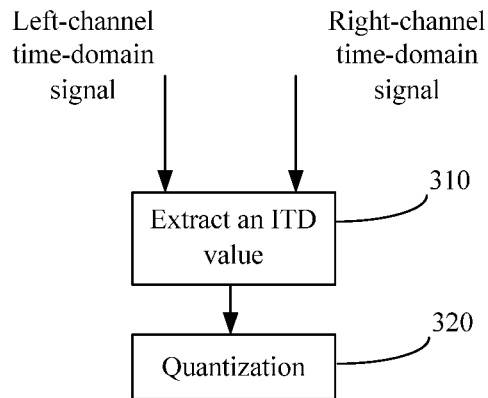 Left-channel
time-domain
signal
Right-channel
time-domain
signal
310
Extract an ITD
value
320
Quantization